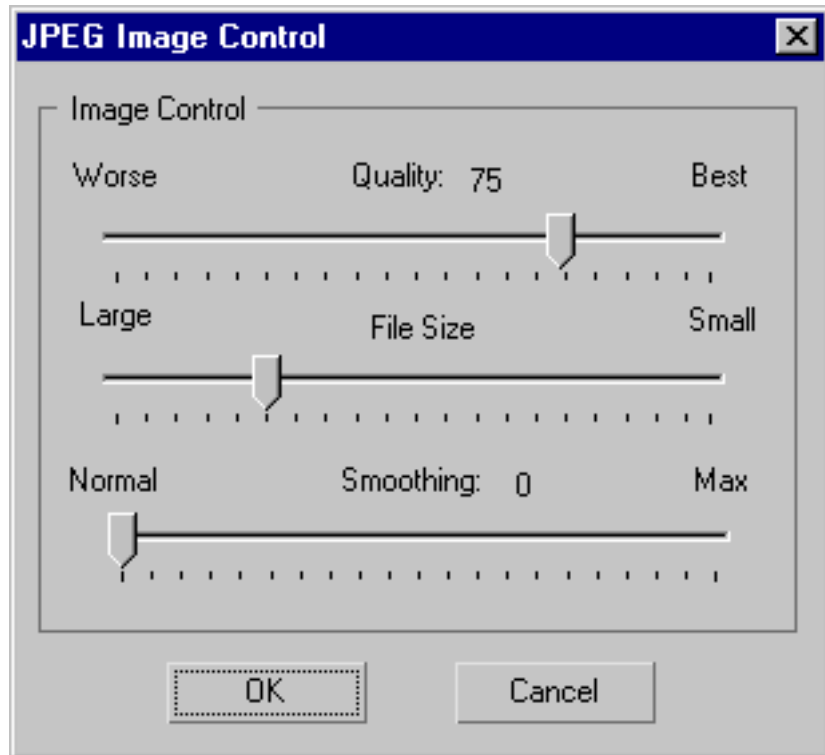 JPEG Image Control
Image Control
Worse Quality: 75 Best
Large File Size Small
Normal Smoothing: 0 Max
OK Cancel